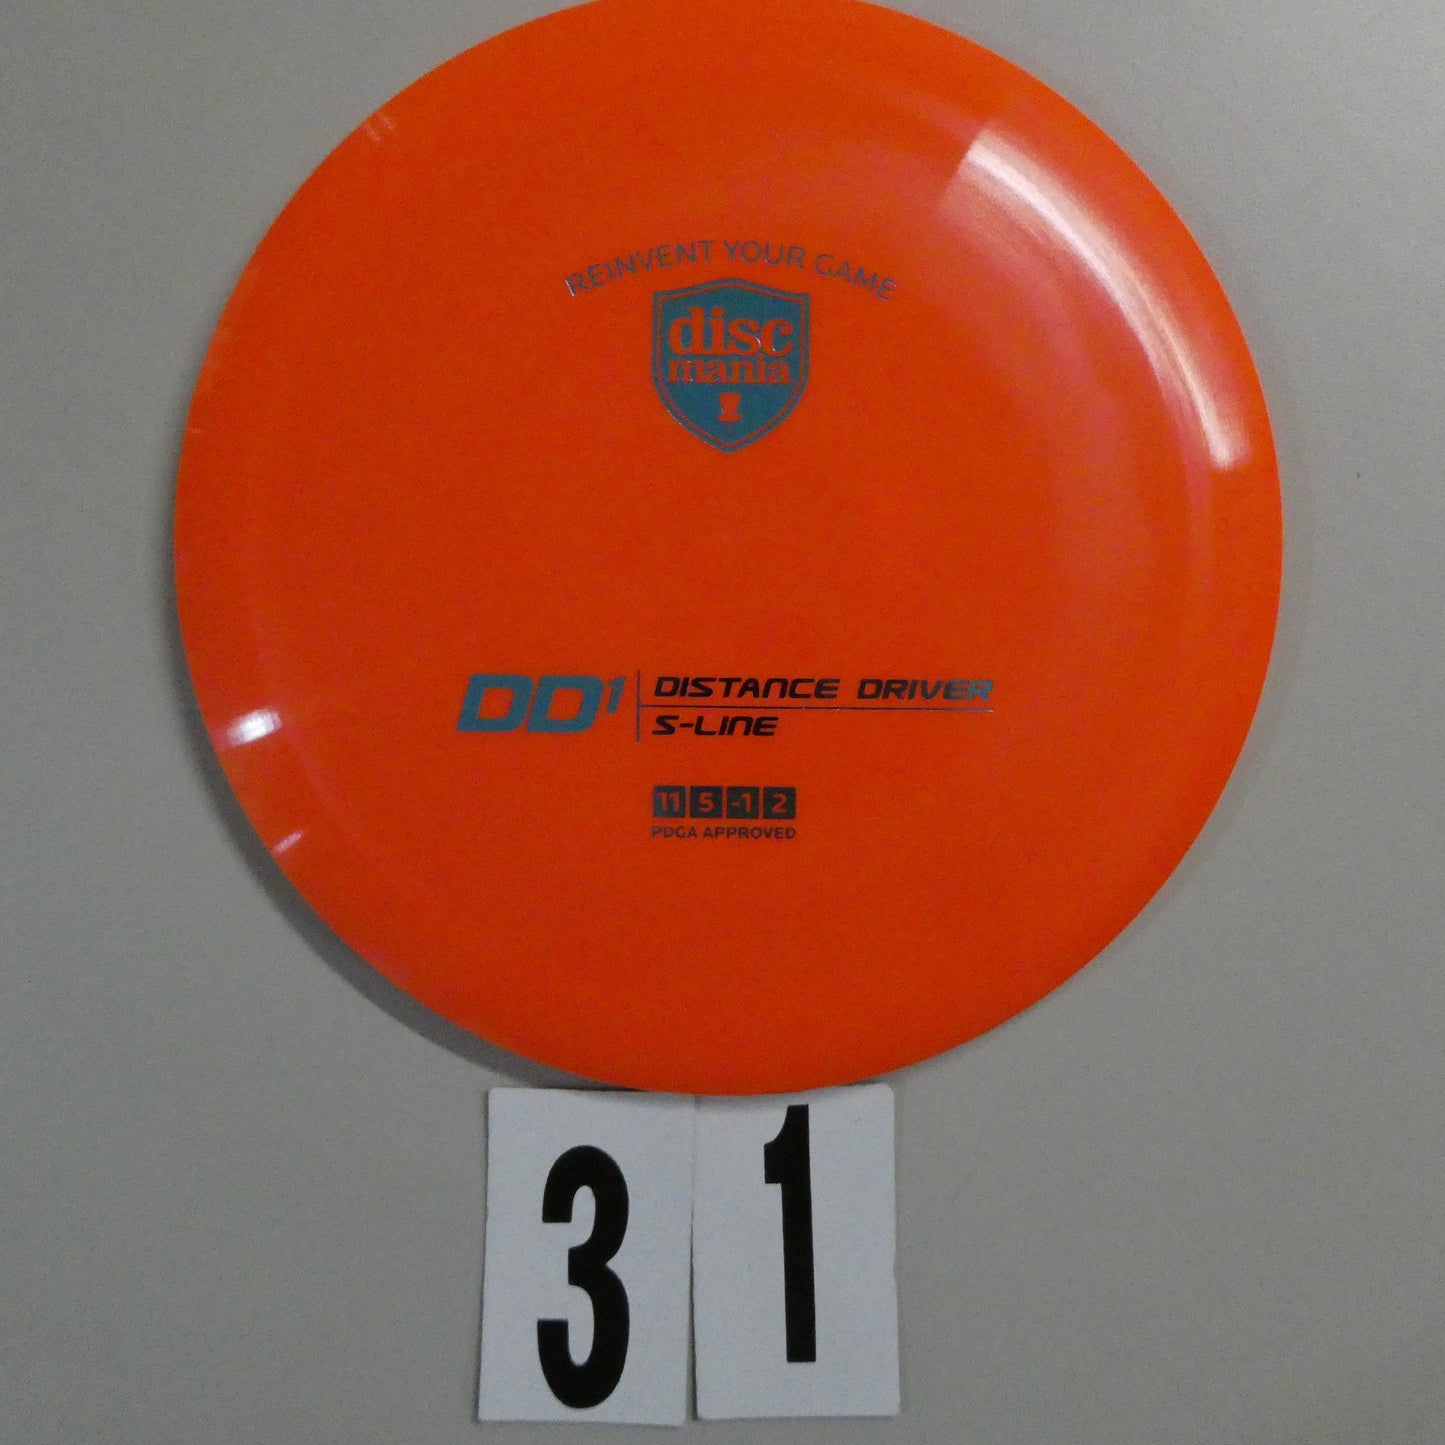 REINVENT YOUR GAME
disc
mania
DD1 DISTANCE DRIVER
S-LINE
11 5 -1 2
PDGA APPROVED
3 1